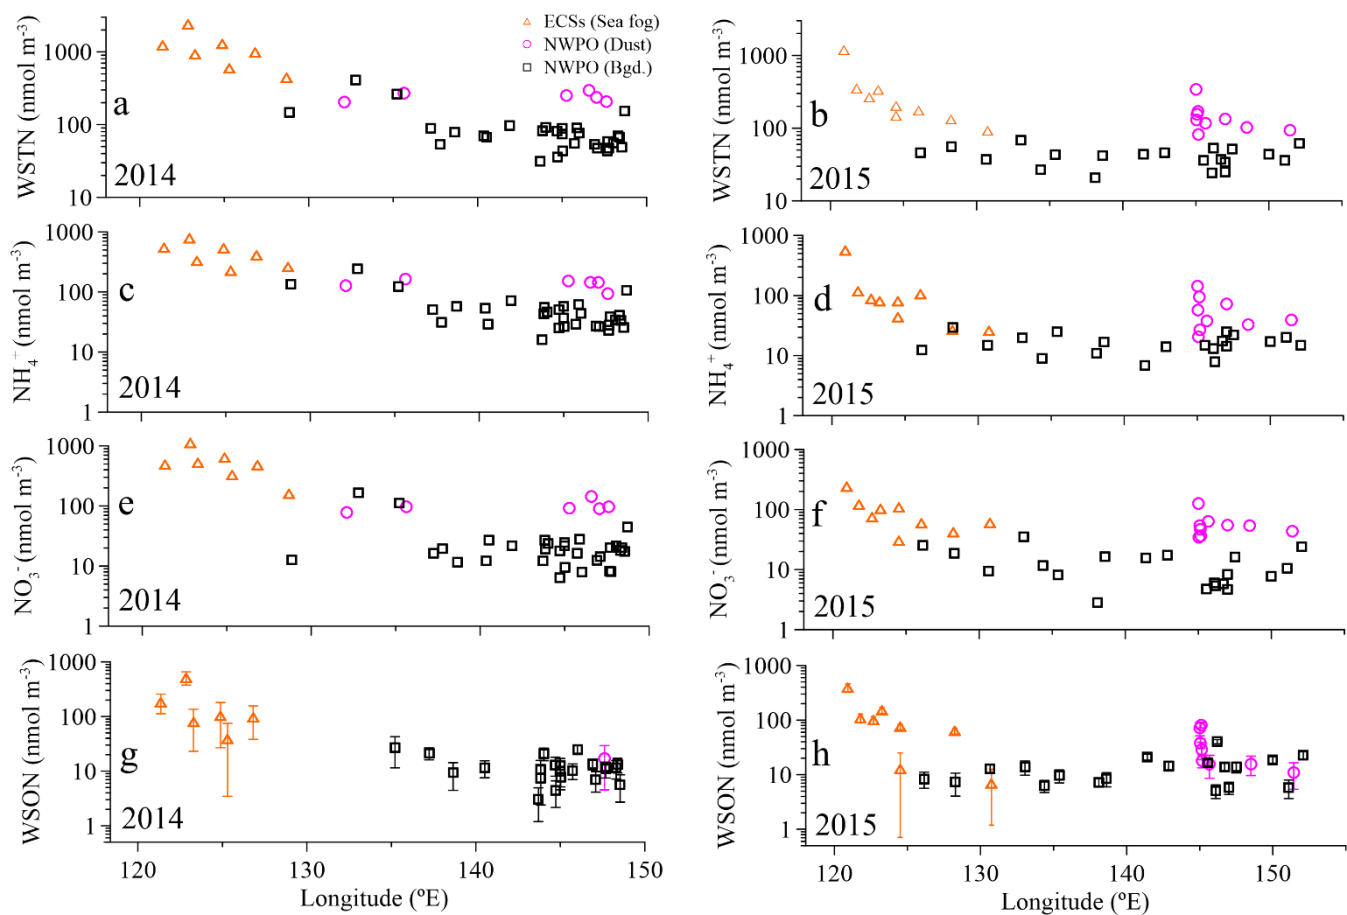 ECSs (Sea fog)
NWPO (Dust)
NWPO (Bgd.)
WSTN (nmol m⁻³)
1000
100
10
a
2014
WSTN (nmol m⁻³)
1000
100
10
b
2015
NH₄⁺ (nmol m⁻³)
1000
100
10
1
c
2014
NH₄⁺ (nmol m⁻³)
1000
100
10
1
d
2015
NO₃⁻ (nmol m⁻³)
1000
100
10
1
e
2014
NO₃⁻ (nmol m⁻³)
1000
100
10
1
f
2015
WSON (nmol m⁻³)
1000
100
10
1
g
2014
120 130 140 150
Longitude (ºE)
WSON (nmol m⁻³)
1000
100
10
1
h
2015
120 130 140 150
Longitude (ºE)